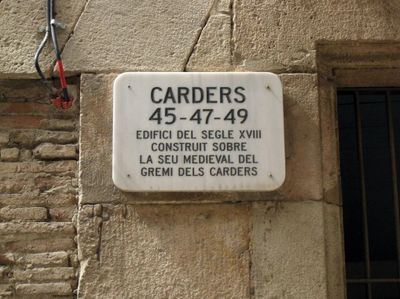 CARDERS
45-47-49
EDIFICI DEL SEGLE XVIII
CONSTRUIT SOBRE
LA SEU MEDIEVAL DEL
GREMI DELS CARDERS